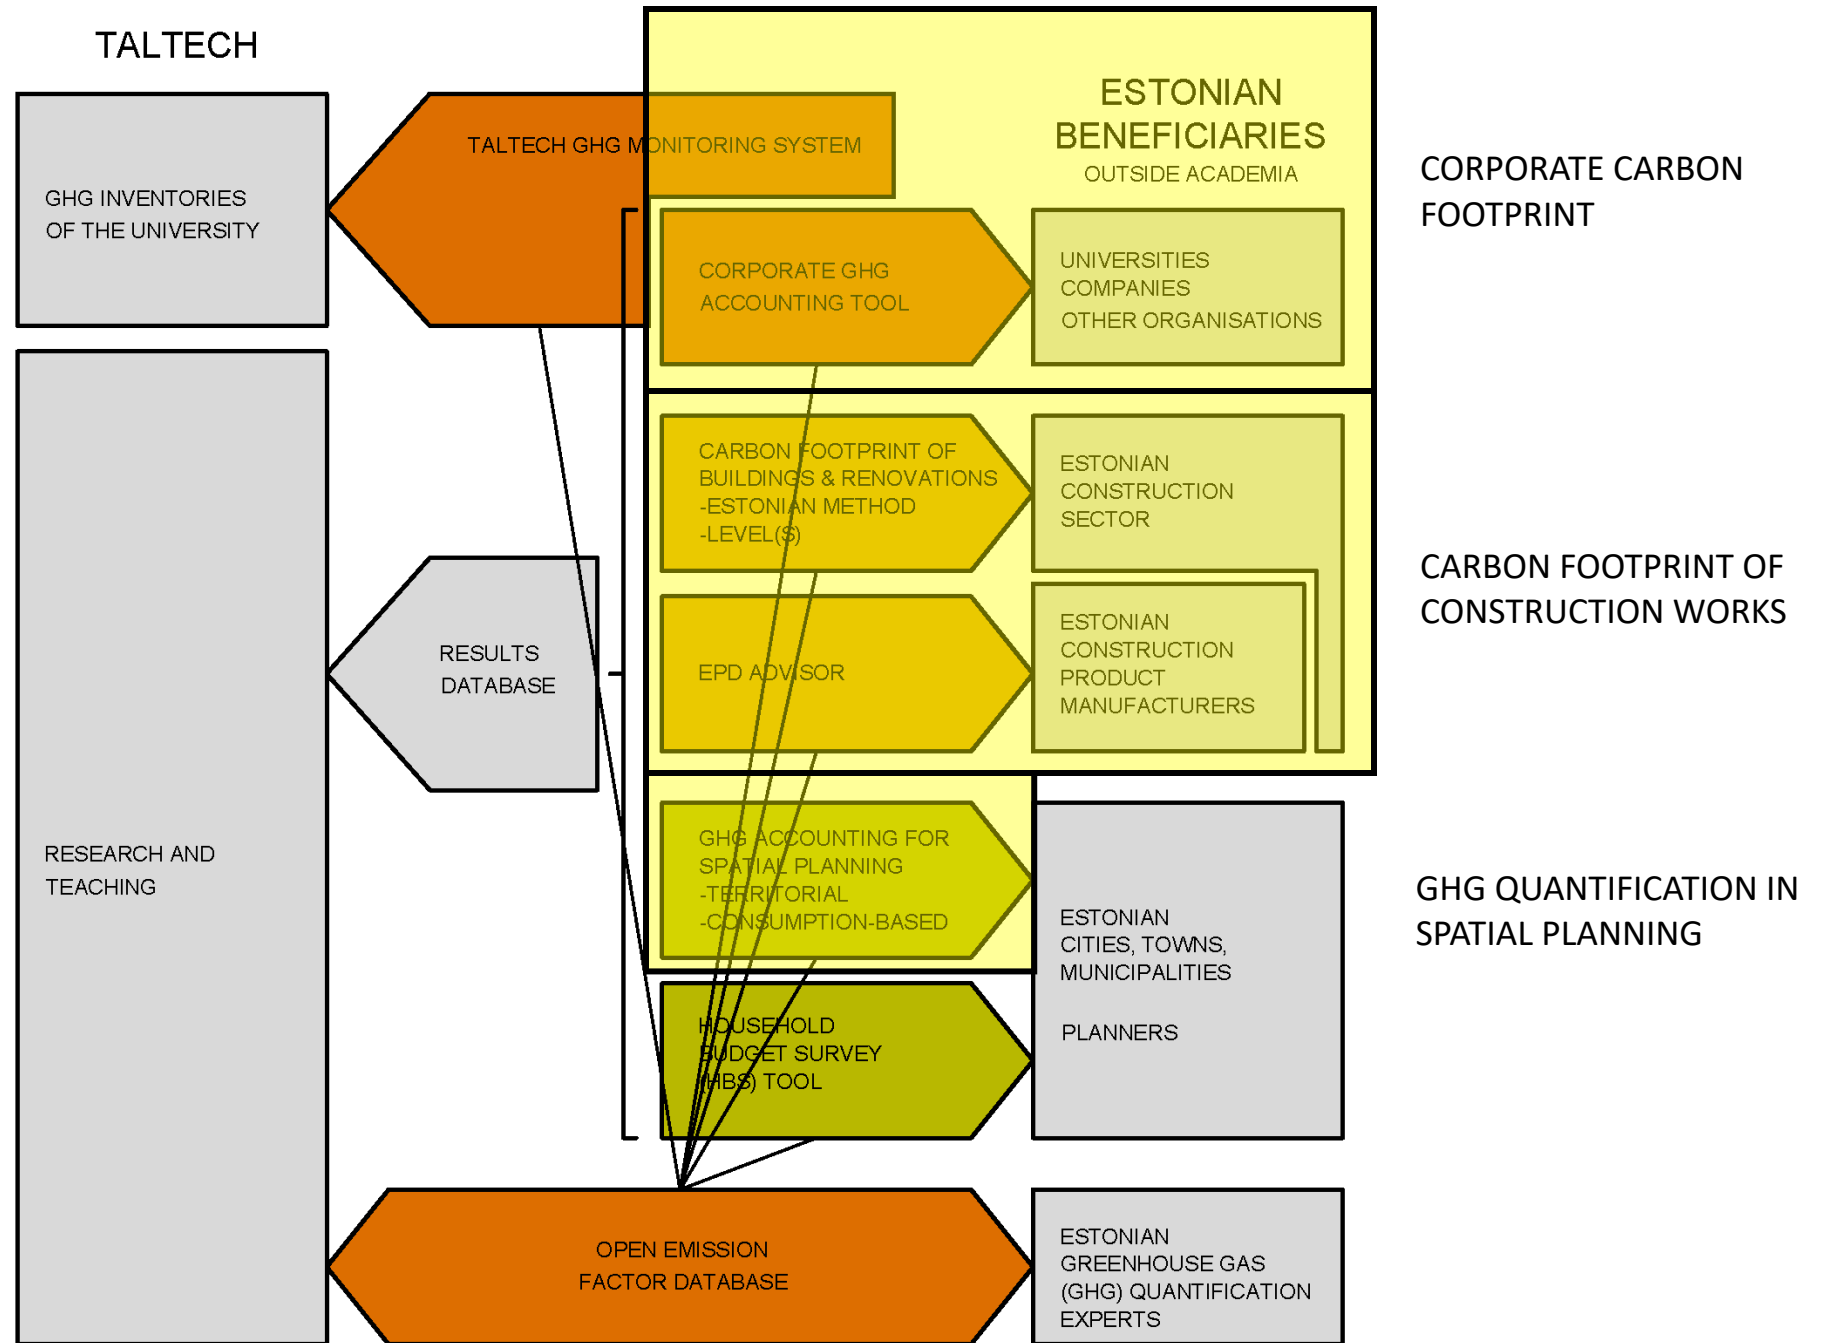 TALTECH
GHG INVENTORIES
OF THE UNIVERSITY
TALTECH GHG MONITORING SYSTEM
ESTONIAN
BENEFICIARIES
OUTSIDE ACADEMIA
CORPORATE CARBON
FOOTPRINT
CORPORATE GHG
ACCOUNTING TOOL
UNIVERSITIES
COMPANIES
OTHER ORGANISATIONS
CARBON FOOTPRINT OF
BUILDINGS & RENOVATIONS
-ESTONIAN METHOD
-LEVEL(S)
ESTONIAN
CONSTRUCTION
SECTOR
CARBON FOOTPRINT OF
CONSTRUCTION WORKS
RESULTS
DATABASE
EPD ADVISOR
ESTONIAN
CONSTRUCTION
PRODUCT
MANUFACTURERS
RESEARCH AND
TEACHING
GHG ACCOUNTING FOR
SPATIAL PLANNING
-TERRITORIAL
-CONSUMPTION-BASED
ESTONIAN
CITIES, TOWNS,
MUNICIPALITIES
PLANNERS
GHG QUANTIFICATION IN
SPATIAL PLANNING
HOUSEHOLD
BUDGET SURVEY
(HBS) TOOL
OPEN EMISSION
FACTOR DATABASE
ESTONIAN
GREENHOUSE GAS
(GHG) QUANTIFICATION
EXPERTS